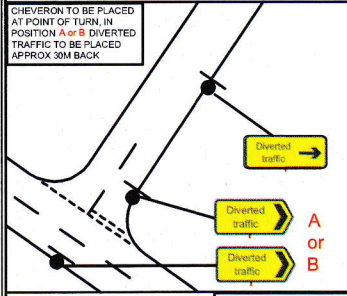 CHEVERON TO BE PLACED
AT POINT OF TURN, IN
POSITION A or B DIVERTED
TRAFFIC TO BE PLACED
APPROX 30M BACK
Diverted
traffic
Diverted
traffic
A
or
Diverted
traffic
B